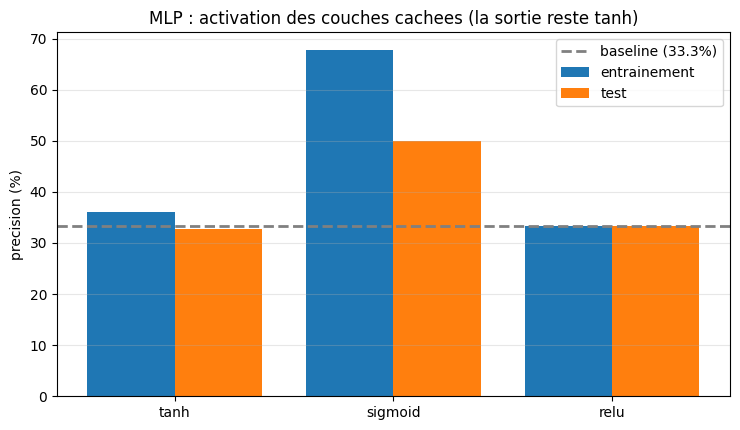 MLP : activation des couches cachees (la sortie reste tanh)
baseline (33.3%)
entrainement
test
precision (%)
70
60
50
40
30
20
10
0
tanh
sigmoid
relu